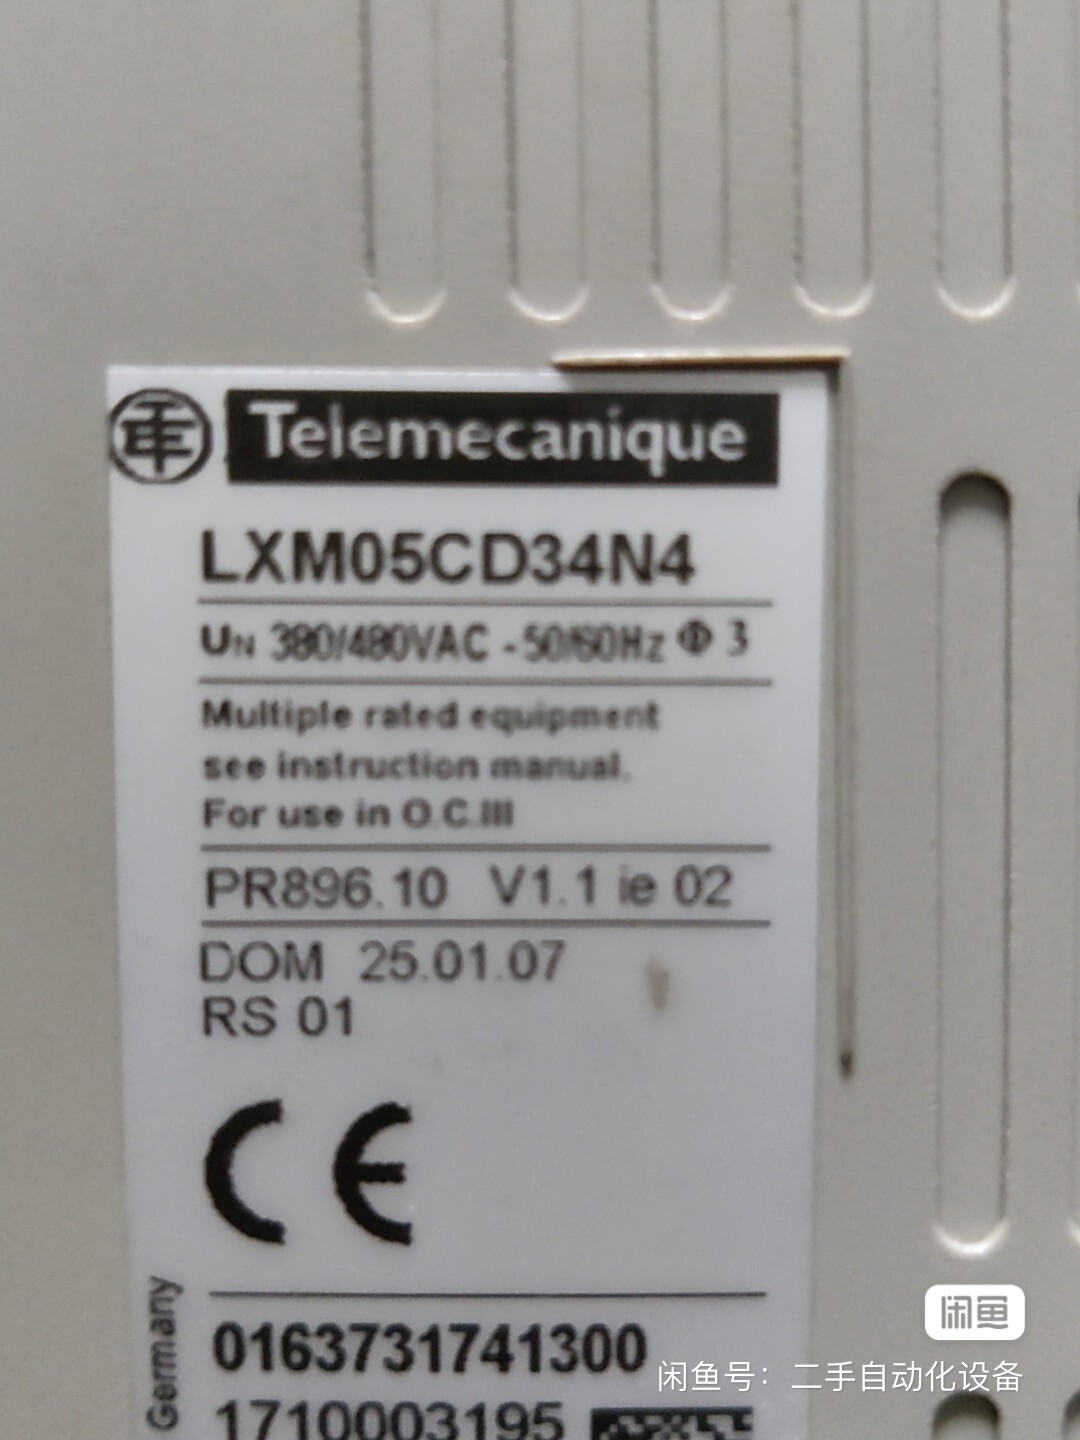 Telemecanique
LXM05CD34N4
UN 380/480VAC - 50/60Hz Φ 3
Multiple rated equipment
see instruction manual.
For use in O.C.III
PR896.10 V1.1 ie 02
DOM 25.01.07
RS 01
CE
Germany
0163731741300
1710003195
闲鱼
闲鱼号：二手自动化设备